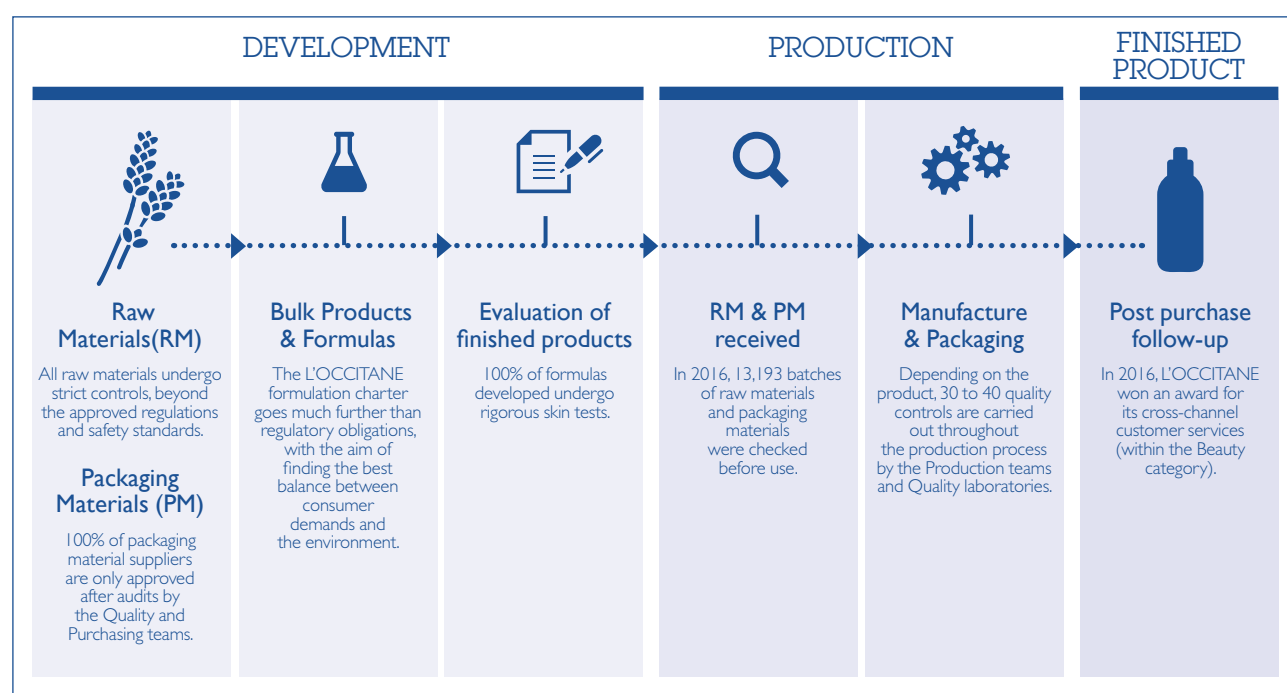 DEVELOPMENT
PRODUCTION
FINISHED
PRODUCT
Raw
Materials(RM)
All raw materials undergo
strict controls, beyond
the approved regulations
and safety standards.
Packaging
Materials (PM)
100% of packaging
material suppliers
are only approved
after audits by
the Quality and
Purchasing teams.
Bulk Products
& Formulas
The L'OCCITANE
formulation charter
goes much further than
regulatory obligations,
with the aim of
finding the best
balance between
consumer
demands and
the environment.
Evaluation of
finished products
100% of formulas
developed undergo
rigorous skin tests.
RM & PM
received
In 2016, 13,193 batches
of raw materials
and packaging
materials
were checked
before use.
Manufacture
& Packaging
Depending on the
product, 30 to 40 quality
controls are carried
out throughout
the production process
by the Production teams
and Quality laboratories.
Post purchase
follow-up
In 2016, L'OCCITANE
won an award for
its cross-channel
customer services
(within the Beauty
category).